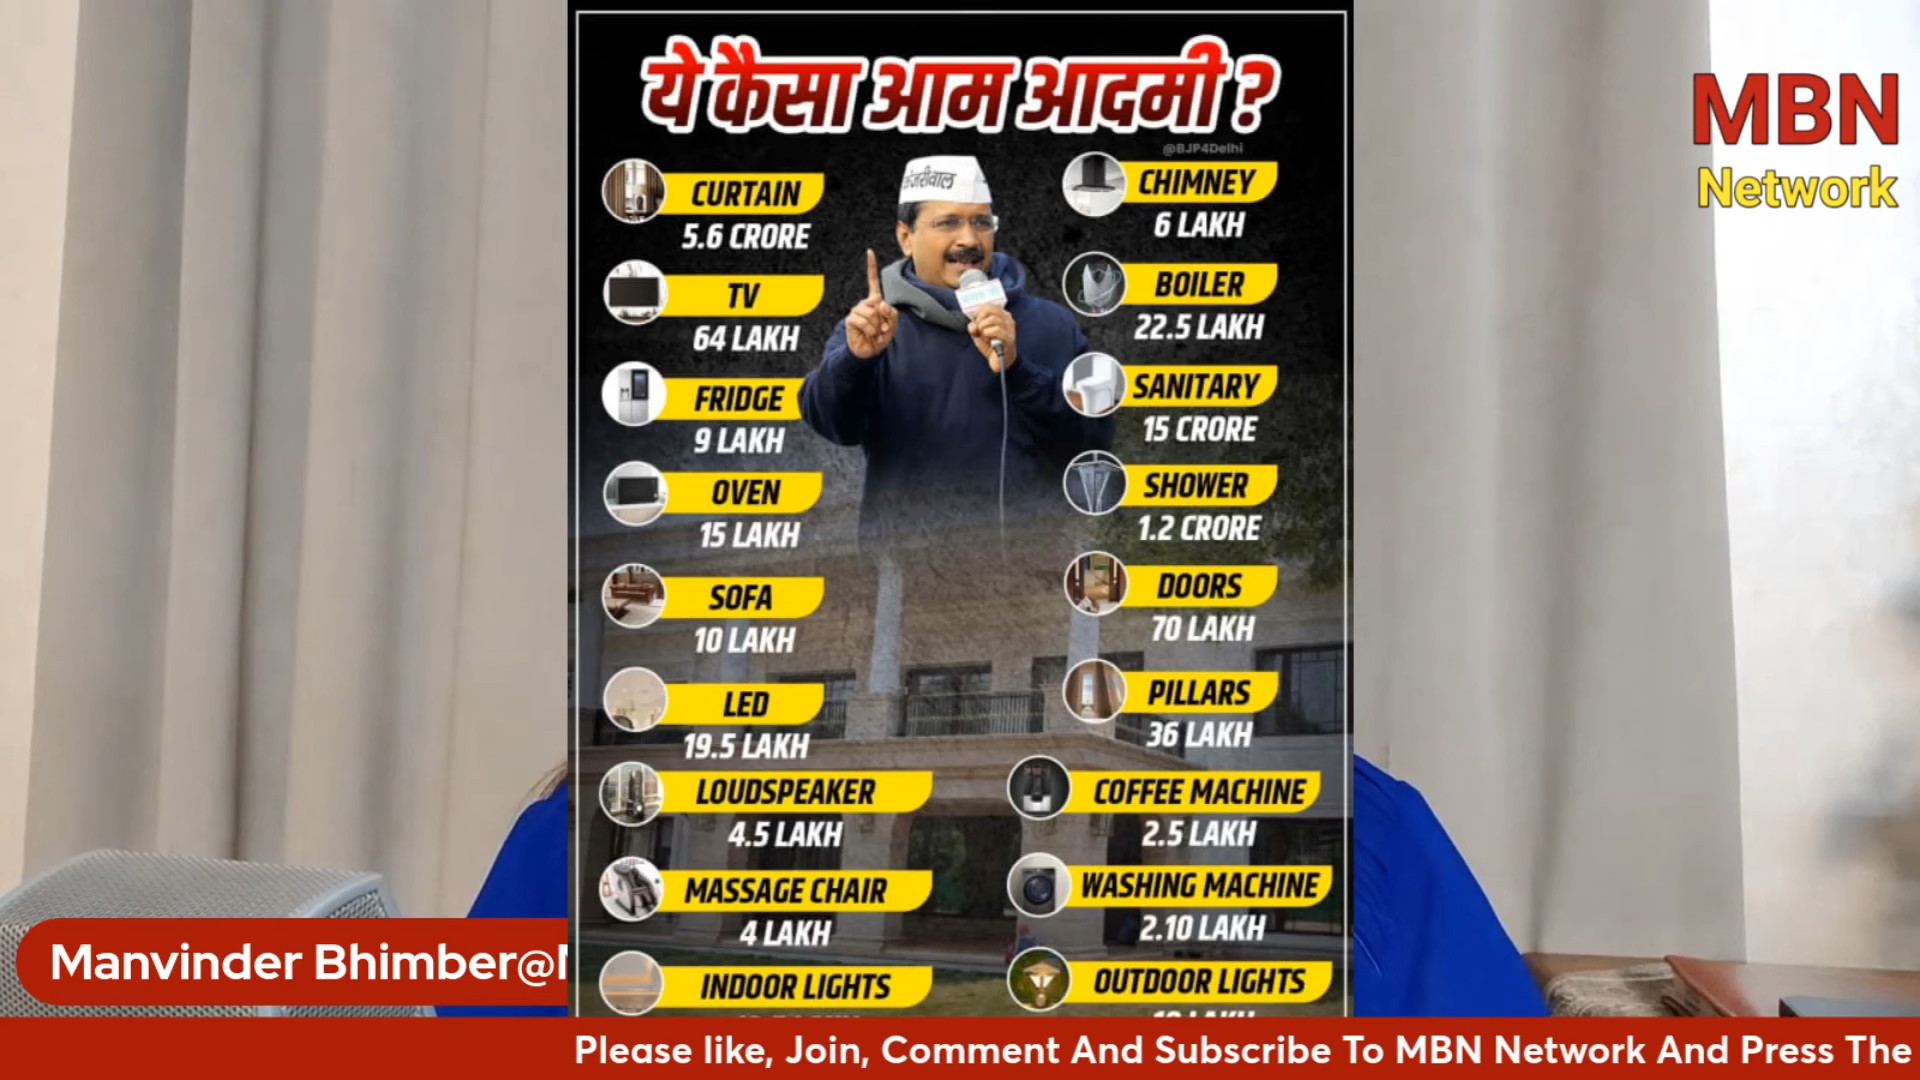 ये कैसा आम आदमी ?
@BJP4Delhi
CURTAIN
5.6 CRORE
TV
64 LAKH
FRIDGE
9 LAKH
OVEN
15 LAKH
SOFA
10 LAKH
LED
19.5 LAKH
LOUDSPEAKER
4.5 LAKH
MASSAGE CHAIR
4 LAKH
INDOOR LIGHTS
CHIMNEY
6 LAKH
BOILER
22.5 LAKH
SANITARY
15 CRORE
SHOWER
1.2 CRORE
DOORS
70 LAKH
PILLARS
36 LAKH
COFFEE MACHINE
2.5 LAKH
WASHING MACHINE
2.10 LAKH
OUTDOOR LIGHTS
MBN
Network
Manvinder Bhimber@
Please like, Join, Comment And Subscribe To MBN Network And Press The